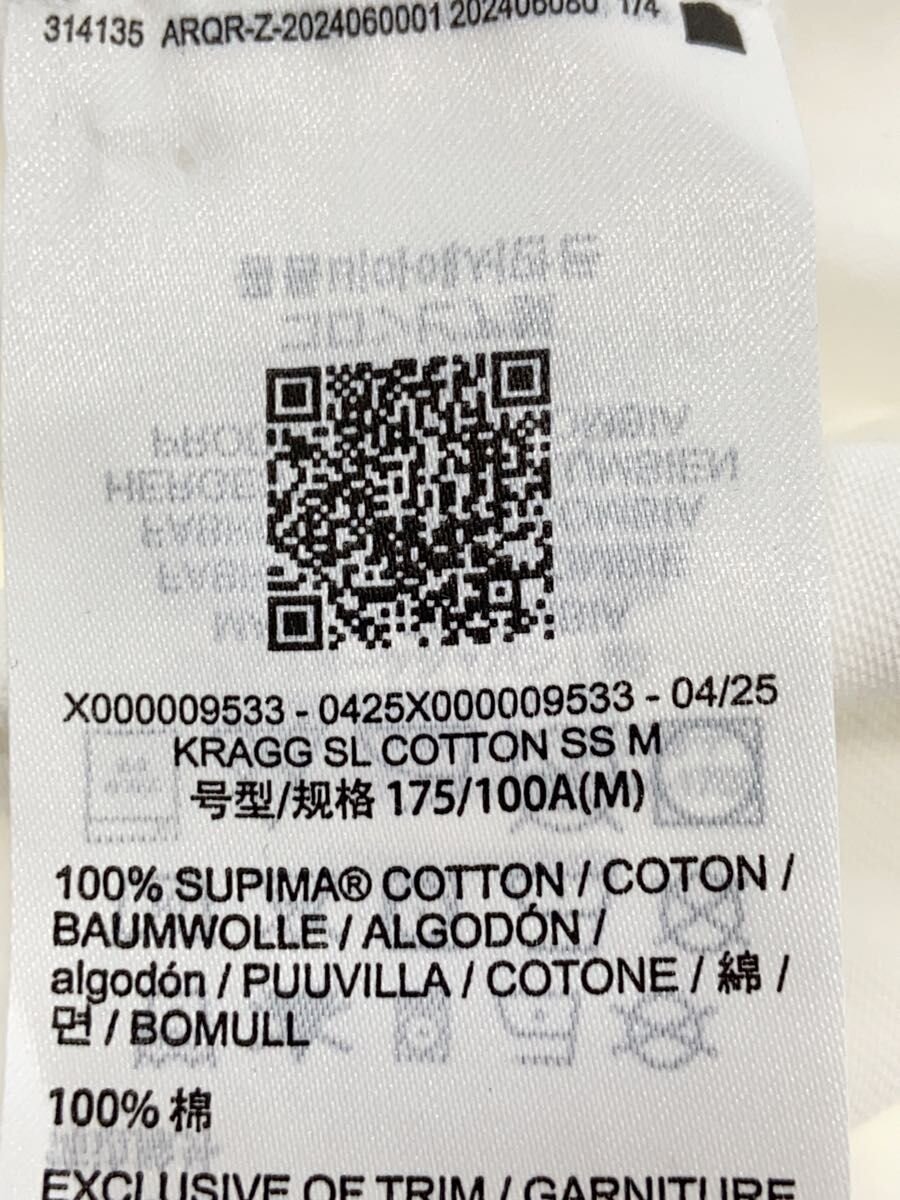 314135 ARQR-Z-2024060001 202406080 1/4
X000009533 - 0425X000009533 - 04/25
KRAGG SL COTTON SS M
号型/规格 175/100A(M)
100% SUPIMA® COTTON / COTON /
BAUMWOLLE / ALGODÓN /
algodón / PUUVILLA / COTONE / 綿 /
면 / BOMULL
100% 棉
EXCLUSIVE OF TRIM / GARNITURE